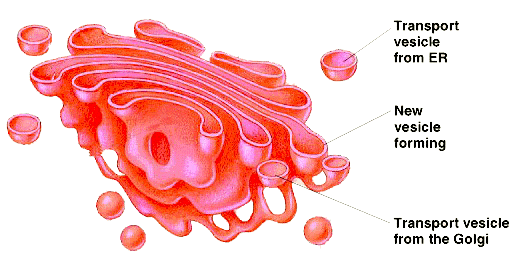 Transport
vesicle
from ER
New
vesicle
forming
Transport vesicle
from the Golgi